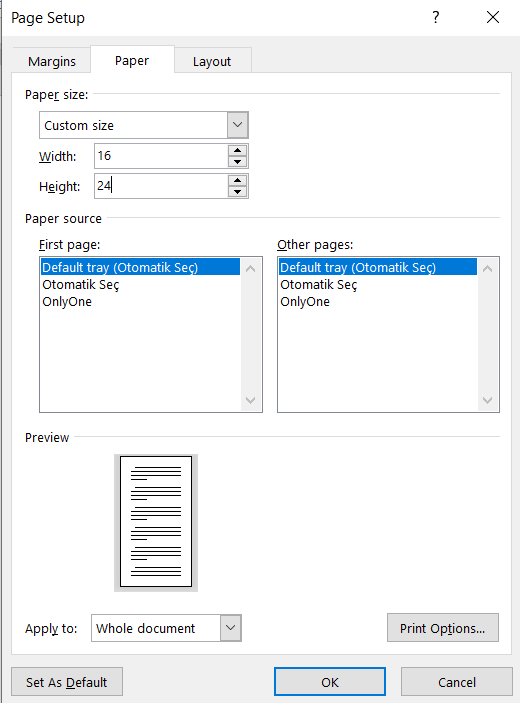 Page Setup
?
Margins
Paper
Layout
Paper size:
Custom size
Width:
16
Height:
24
Paper source
First page:
Other pages:
Default tray (Otomatik Seç)
Otomatik Seç
OnlyOne
Default tray (Otomatik Seç)
Otomatik Seç
OnlyOne
Preview
Apply to:
Whole document
Print Options...
Set As Default
OK
Cancel